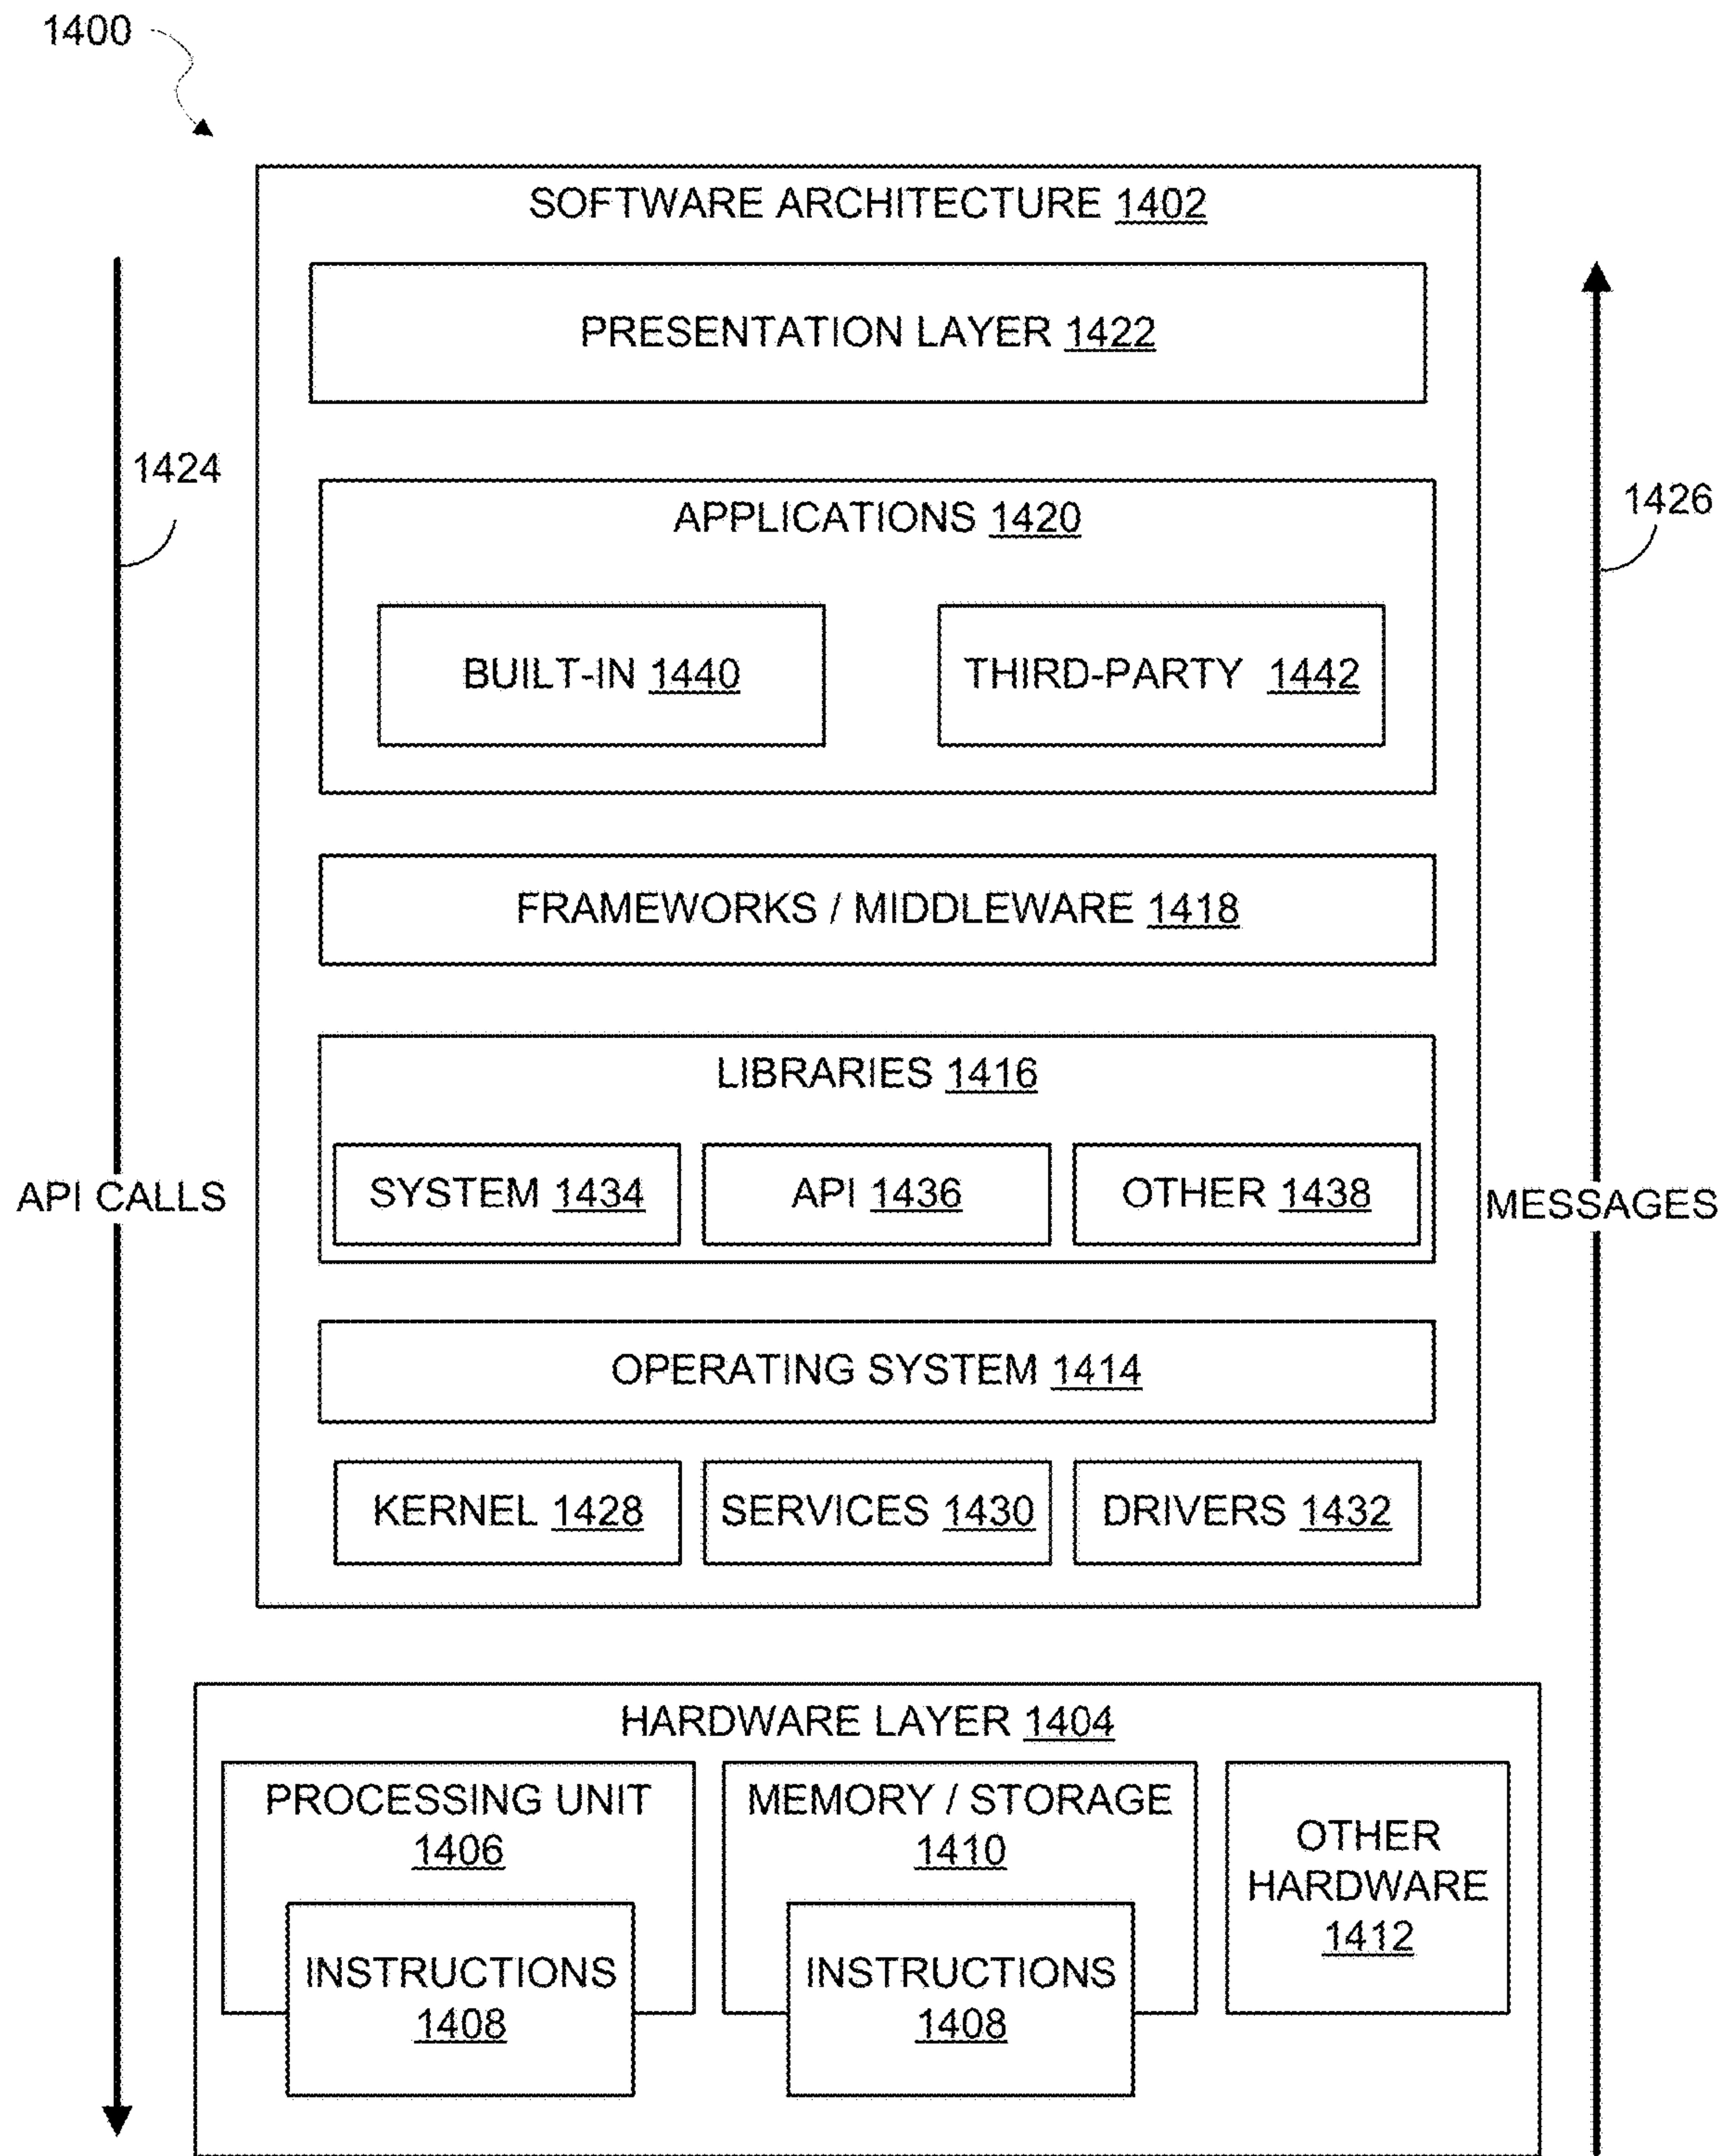 1400
SOFTWARE ARCHITECTURE 1402
PRESENTATION LAYER 1422
1424
1426
APPLICATIONS 1420
BUILT-IN 1440
THIRD-PARTY 1442
FRAMEWORKS / MIDDLEWARE 1418
LIBRARIES 1416
SYSTEM 1434
API 1436
OTHER 1438
API CALLS
MESSAGES
OPERATING SYSTEM 1414
KERNEL 1428
SERVICES 1430
DRIVERS 1432
HARDWARE LAYER 1404
PROCESSING UNIT
1406
INSTRUCTIONS
1408
MEMORY / STORAGE
1410
INSTRUCTIONS
1408
OTHER
HARDWARE
1412